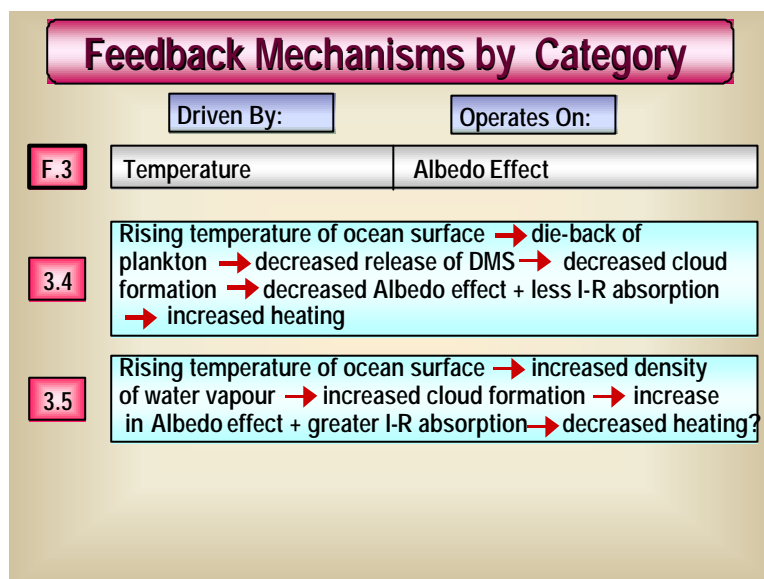 Feedback Mechanisms by Category
Driven By: Operates On:
F.3 Temperature Albedo Effect
3.4
Rising temperature of ocean surface → die-back of
plankton → decreased release of DMS → decreased cloud
formation → decreased Albedo effect + less I-R absorption
→ increased heating
3.5
Rising temperature of ocean surface → increased density
of water vapour → increased cloud formation → increase
in Albedo effect + greater I-R absorption → decreased heating?